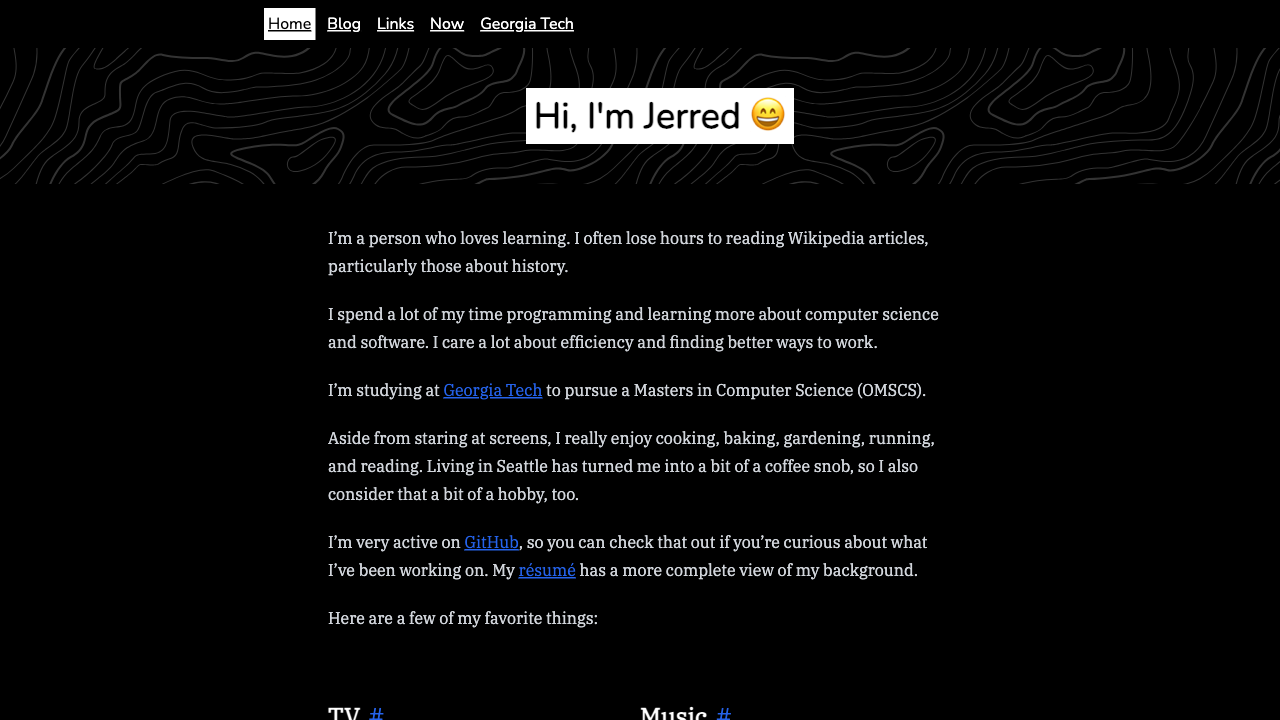 Home Blog Links Now Georgia Tech
Hi, I'm Jerred 😄
I’m a person who loves learning. I often lose hours to reading Wikipedia articles,
particularly those about history.
I spend a lot of my time programming and learning more about computer science
and software. I care a lot about efficiency and finding better ways to work.
I’m studying at Georgia Tech to pursue a Masters in Computer Science (OMSCS).
Aside from staring at screens, I really enjoy cooking, baking, gardening, running,
and reading. Living in Seattle has turned me into a bit of a coffee snob, so I also
consider that a bit of a hobby, too.
I’m very active on GitHub, so you can check that out if you’re curious about what
I’ve been working on. My résumé has a more complete view of my background.
Here are a few of my favorite things:
TV # Music #